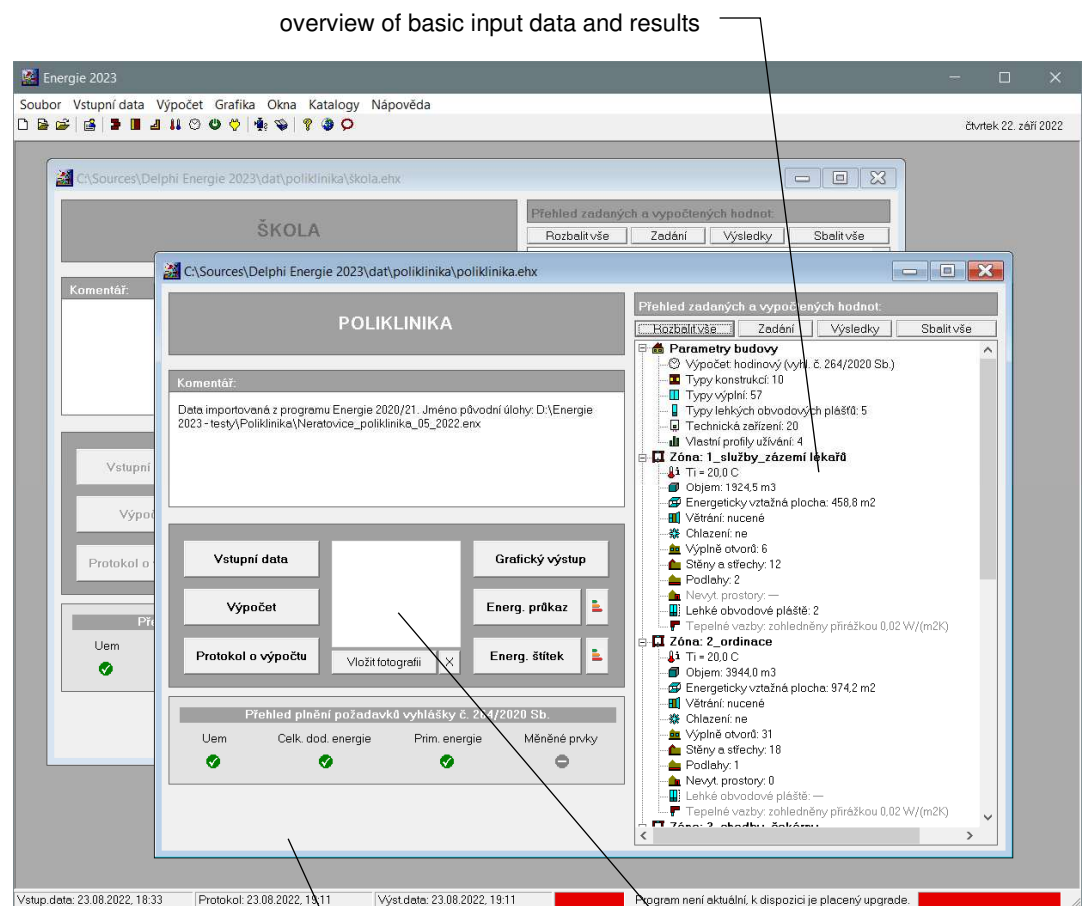 overview of basic input data and results
Energie 2023
Soubor Vstupní data Výpočet Grafika Okna Katalogy Nápověda
čtvrtek 22. září 2022
C:\Sources\Delphi Energie 2023\dat\poliklinika\škola.ehx
ŠKOLA
Přehled zadaných a vypočtených hodnot:
Rozbalit vše Zadání Výsledky Sbalit vše
Komentář:
Vstupní
Výpoč
Protokol o v
Pře
Uem
C:\Sources\Delphi Energie 2023\dat\poliklinika\poliklinika.ehx
POLIKLINIKA
Komentář:
Data importovaná z programu Energie 2020/21. Jméno původní úlohy: D:\Energie
2023 - testy\Poliklinika\Neratovice_poliklinika_05_2022.enx
Vstupní data
Výpočet
Protokol o výpočtu
Vložit fotografii X
Grafický výstup
Energ. průkaz
Energ. štítek
Přehled plnění požadavků vyhlášky č. 264/2020 Sb.
Uem Celk. dod. energie Prim. energie Měněné prvky
Přehled zadaných a vypočtených hodnot:
Rozbalit vše Zadání Výsledky Sbalit vše
Parametry budovy
Výpočet: hodinový (vyhl. č. 264/2020 Sb.)
Typy konstrukcí: 10
Typy výplní: 57
Typy lehkých obvodových plášťů: 5
Technická zařízení: 20
Vlastní profily užívání: 4
Zóna: 1_služby_zázemí lékařů
Ti = 20,0 C
Objem: 1924,5 m3
Energeticky vztažná plocha: 458,8 m2
Větrání: nucené
Chlazení: ne
Výplně otvorů: 6
Stěny a střechy: 12
Podlahy: 2
Nevyt. prostory: —
Lehké obvodové pláště: 2
Tepelné vazby: zohledněny přirážkou 0,02 W/(m2K)
Zóna: 2_ordinace
Ti = 20,0 C
Objem: 3944,0 m3
Energeticky vztažná plocha: 974,2 m2
Větrání: nucené
Chlazení: ne
Výplně otvorů: 31
Stěny a střechy: 18
Podlahy: 1
Nevyt. prostory: 0
Lehké obvodové pláště: —
Tepelné vazby: zohledněny přirážkou 0,02 W/(m2K)
Zóna: 3_chodby_čekárny
Vstup.data: 23.08.2022, 18:33 Protokol: 23.08.2022, 19:11 Výst.data: 23.08.2022, 19:11 Program není aktuální, k dispozici je placený upgrade.